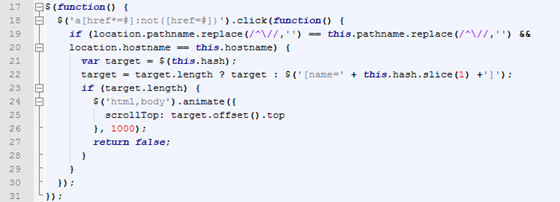 17 $(function() {
18 $('a[href*=#]:not([href=#])').click(function() {
19 if (location.pathname.replace(/^\//,'') == this.pathname.replace(/^\//,'') &&
20 location.hostname == this.hostname) {
21 var target = $(this.hash);
22 target = target.length ? target : $('[name=' + this.hash.slice(1) +']');
23 if (target.length) {
24 $('html,body').animate({
25 scrollTop: target.offset().top
26 }, 1000);
27 return false;
28 }
29 }
30 });
31 });